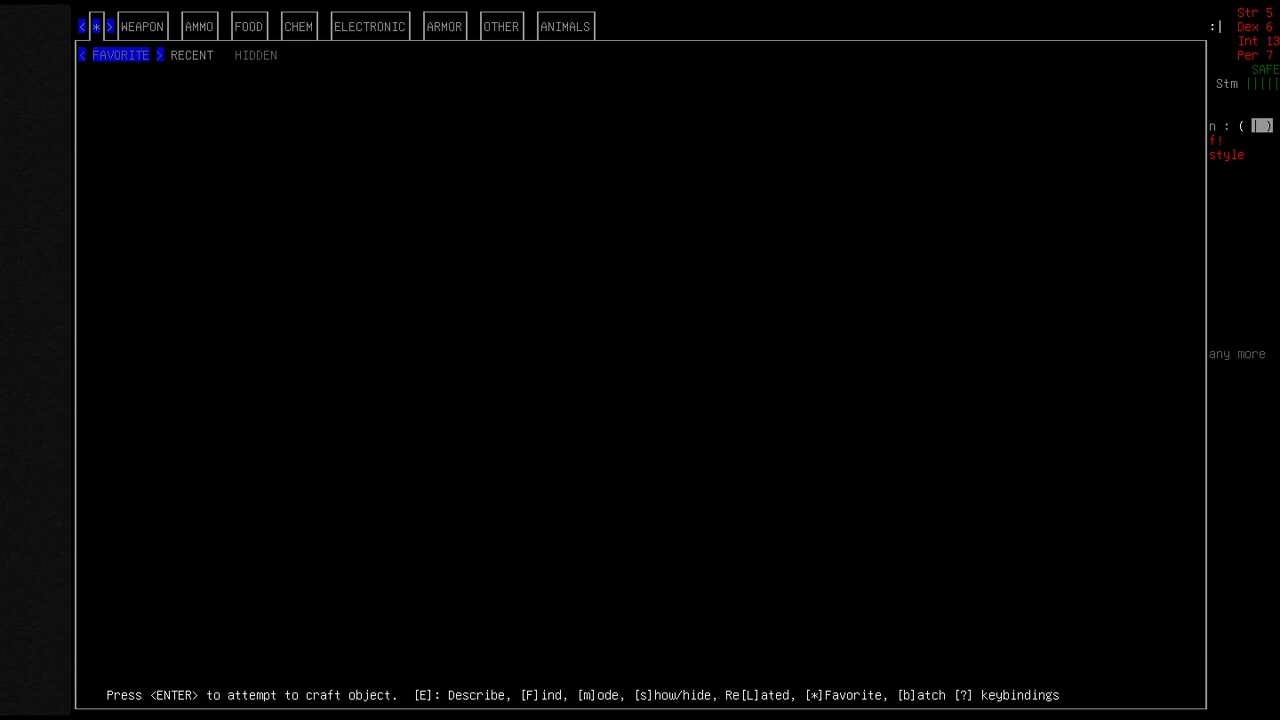 < * > WEAPON AMMO FOOD CHEM ELECTRONIC ARMOR OTHER ANIMALS
< FAVORITE > RECENT HIDDEN
Press <ENTER> to attempt to craft object. [E]: Describe, [F]ind, [m]ode, [s]how/hide, Re[L]ated, [*]Favorite, [b]atch [?] keybindings
:| Str 5
Dex 6
Int 13
Per 7
SAFE
Stm |||||
n : ( | )
f!
style
any more